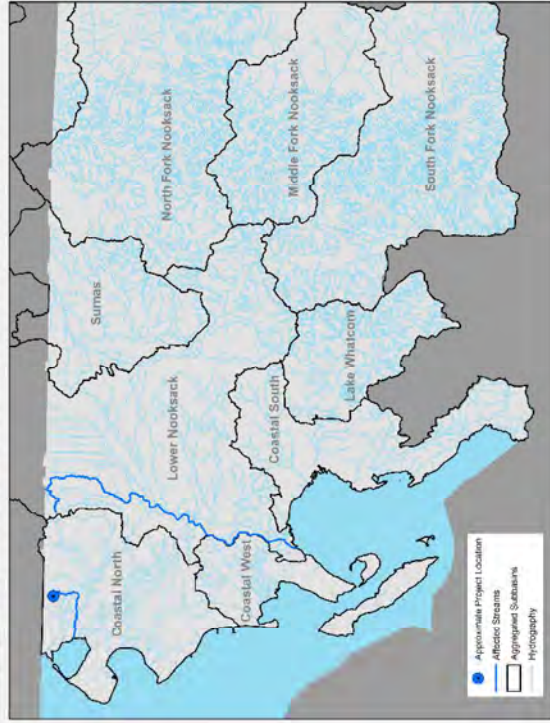 Sumas
North Fork Nooksack
Middle Fork Nooksack
South Fork Nooksack
Lower Nooksack
Lake Whatcom
Coastal South
Coastal North
Coastal West
Approximate Project Location
Affected Streams
Aggregated Subbasins
Hydrography